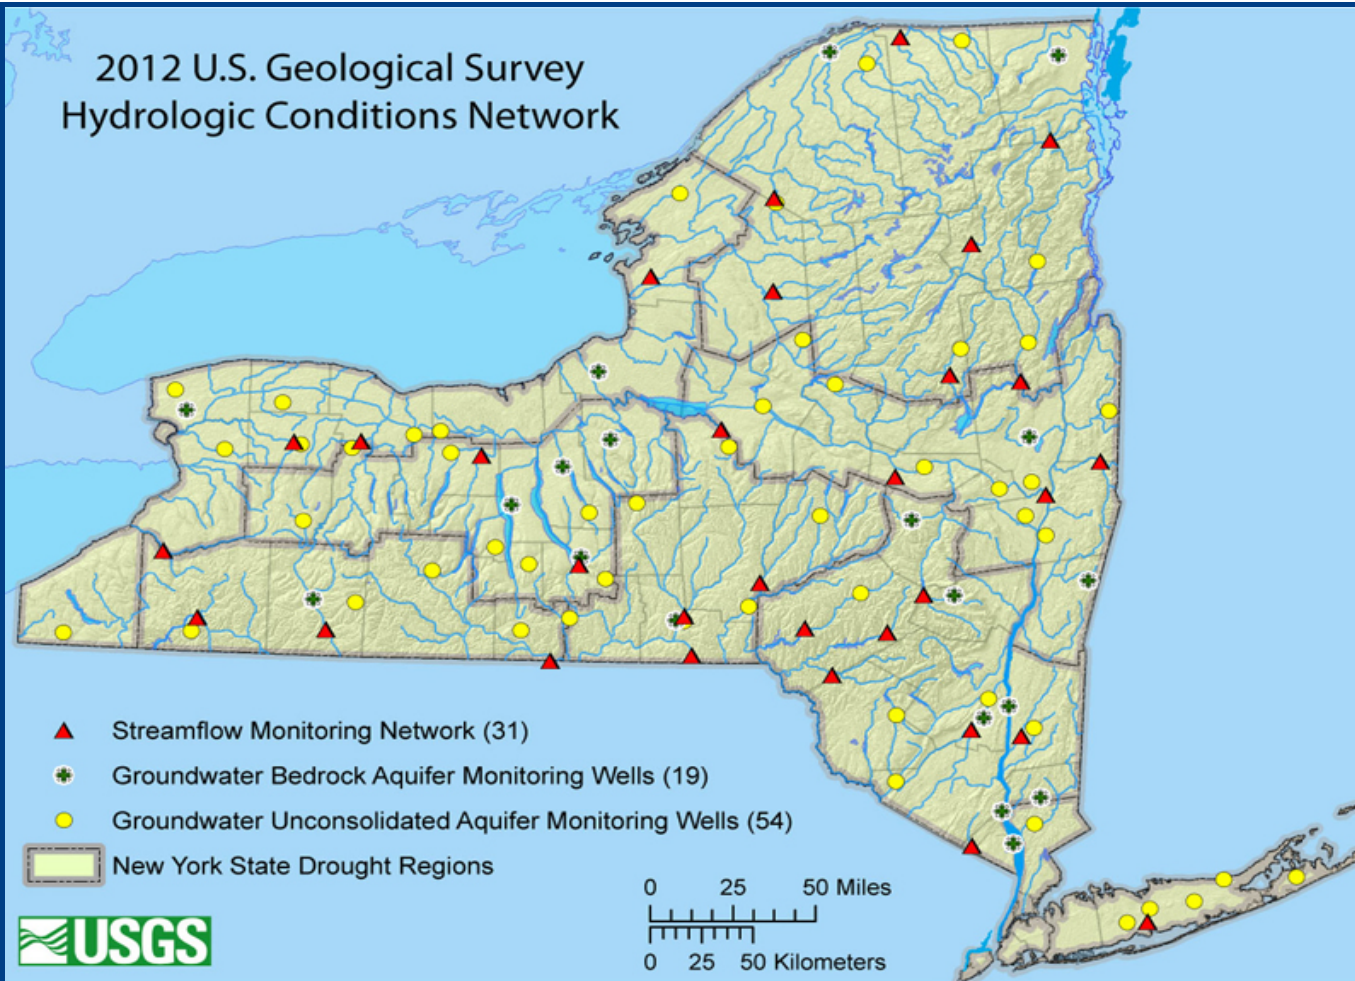 2012 U.S. Geological Survey
Hydrologic Conditions Network
Streamflow Monitoring Network (31)
Groundwater Bedrock Aquifer Monitoring Wells (19)
Groundwater Unconsolidated Aquifer Monitoring Wells (54)
New York State Drought Regions
0 25 50 Miles
0 25 50 Kilometers
USGS